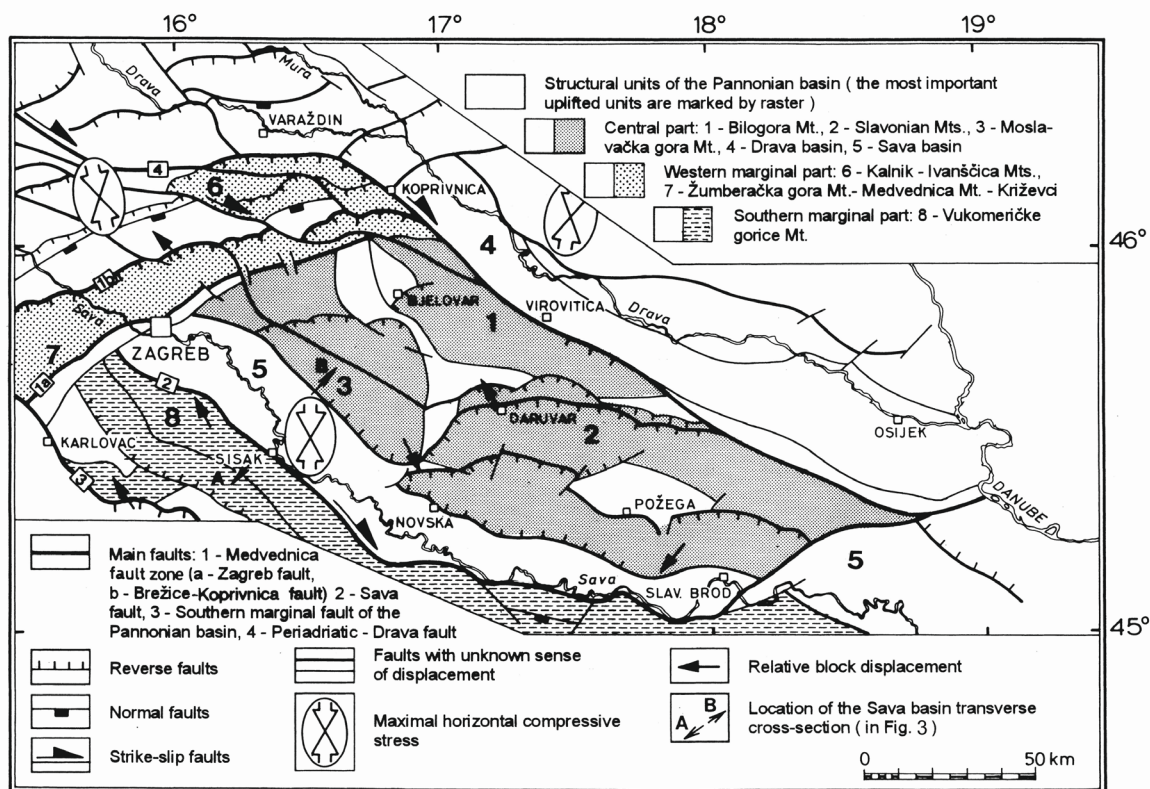 16° 17° 18° 19°
Structural units of the Pannonian basin ( the most important
uplifted units are marked by raster )
Central part: 1 - Bilogora Mt., 2 - Slavonian Mts., 3 - Mosla-
vačka gora Mt., 4 - Drava basin, 5 - Sava basin
Western marginal part: 6 - Kalnik - Ivanščica Mts.,
7 - Žumberačka gora Mt.- Medvednica Mt. - Križevci
Southern marginal part: 8 - Vukomeričke
gorice Mt.
Drava
Mura
VARAŽDIN
4
6
KOPRIVNICA
4
46°
1b
BJELOVAR
1
VIROVITICA
Drava
Sava
ZAGREB
7
1a
5
B
3
2
8
DARUVAR
2
OSIJEK
KARLOVAC
SISAK
A
3
NOVSKA
POŽEGA
DANUBE
5
Sava
SLAV. BROD
45°
Main faults: 1 - Medvednica
fault zone (a - Zagreb fault,
b - Brežice-Koprivnica fault) 2 - Sava
fault, 3 - Southern marginal fault of the
Pannonian basin, 4 - Periadriatic - Drava fault
Reverse faults
Normal faults
Strike-slip faults
Faults with unknown sense
of displacement
Maximal horizontal compressive
stress
Relative block displacement
A B
Location of the Sava basin transverse
cross-section ( in Fig. 3 )
0 50 km